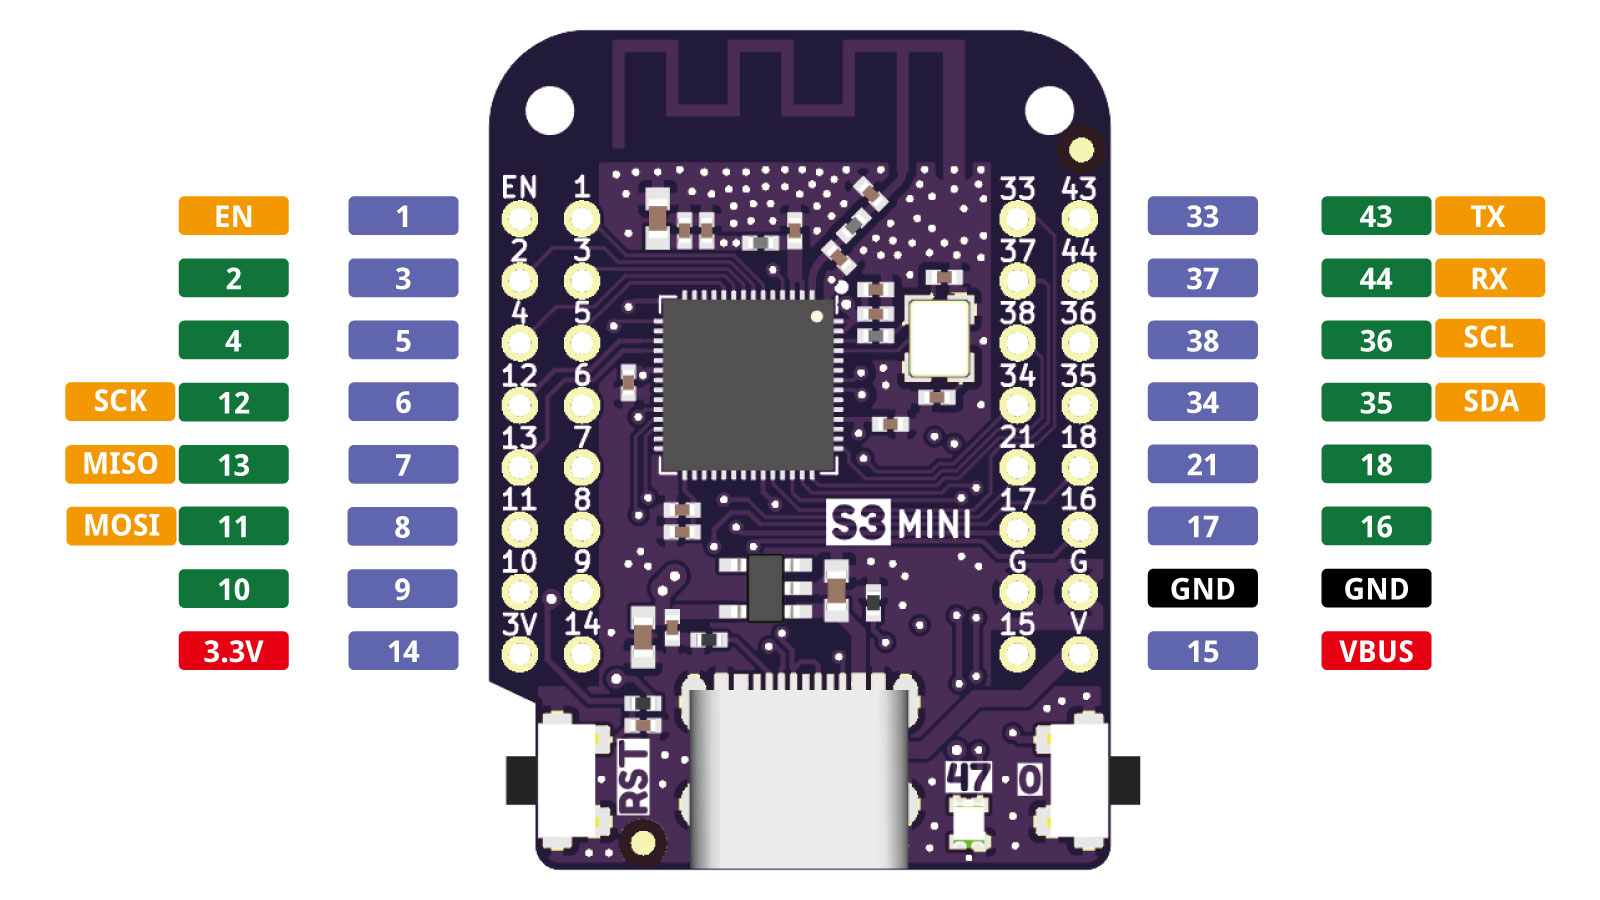 EN 1 EN 1 33 43 33 43 TX
2 3 2 3 37 44 37 44 RX
4 5 4 5 38 36 38 36 SCL
SCK 12 6 12 6 34 35 34 35 SDA
MISO 13 7 13 7 21 18 21 18
MOSI 11 8 11 8 17 16 17 16
S3 MINI
10 9 10 9 G G GND GND
3.3V 14 3V 14 15 V 15 VBUS
RST 47 0